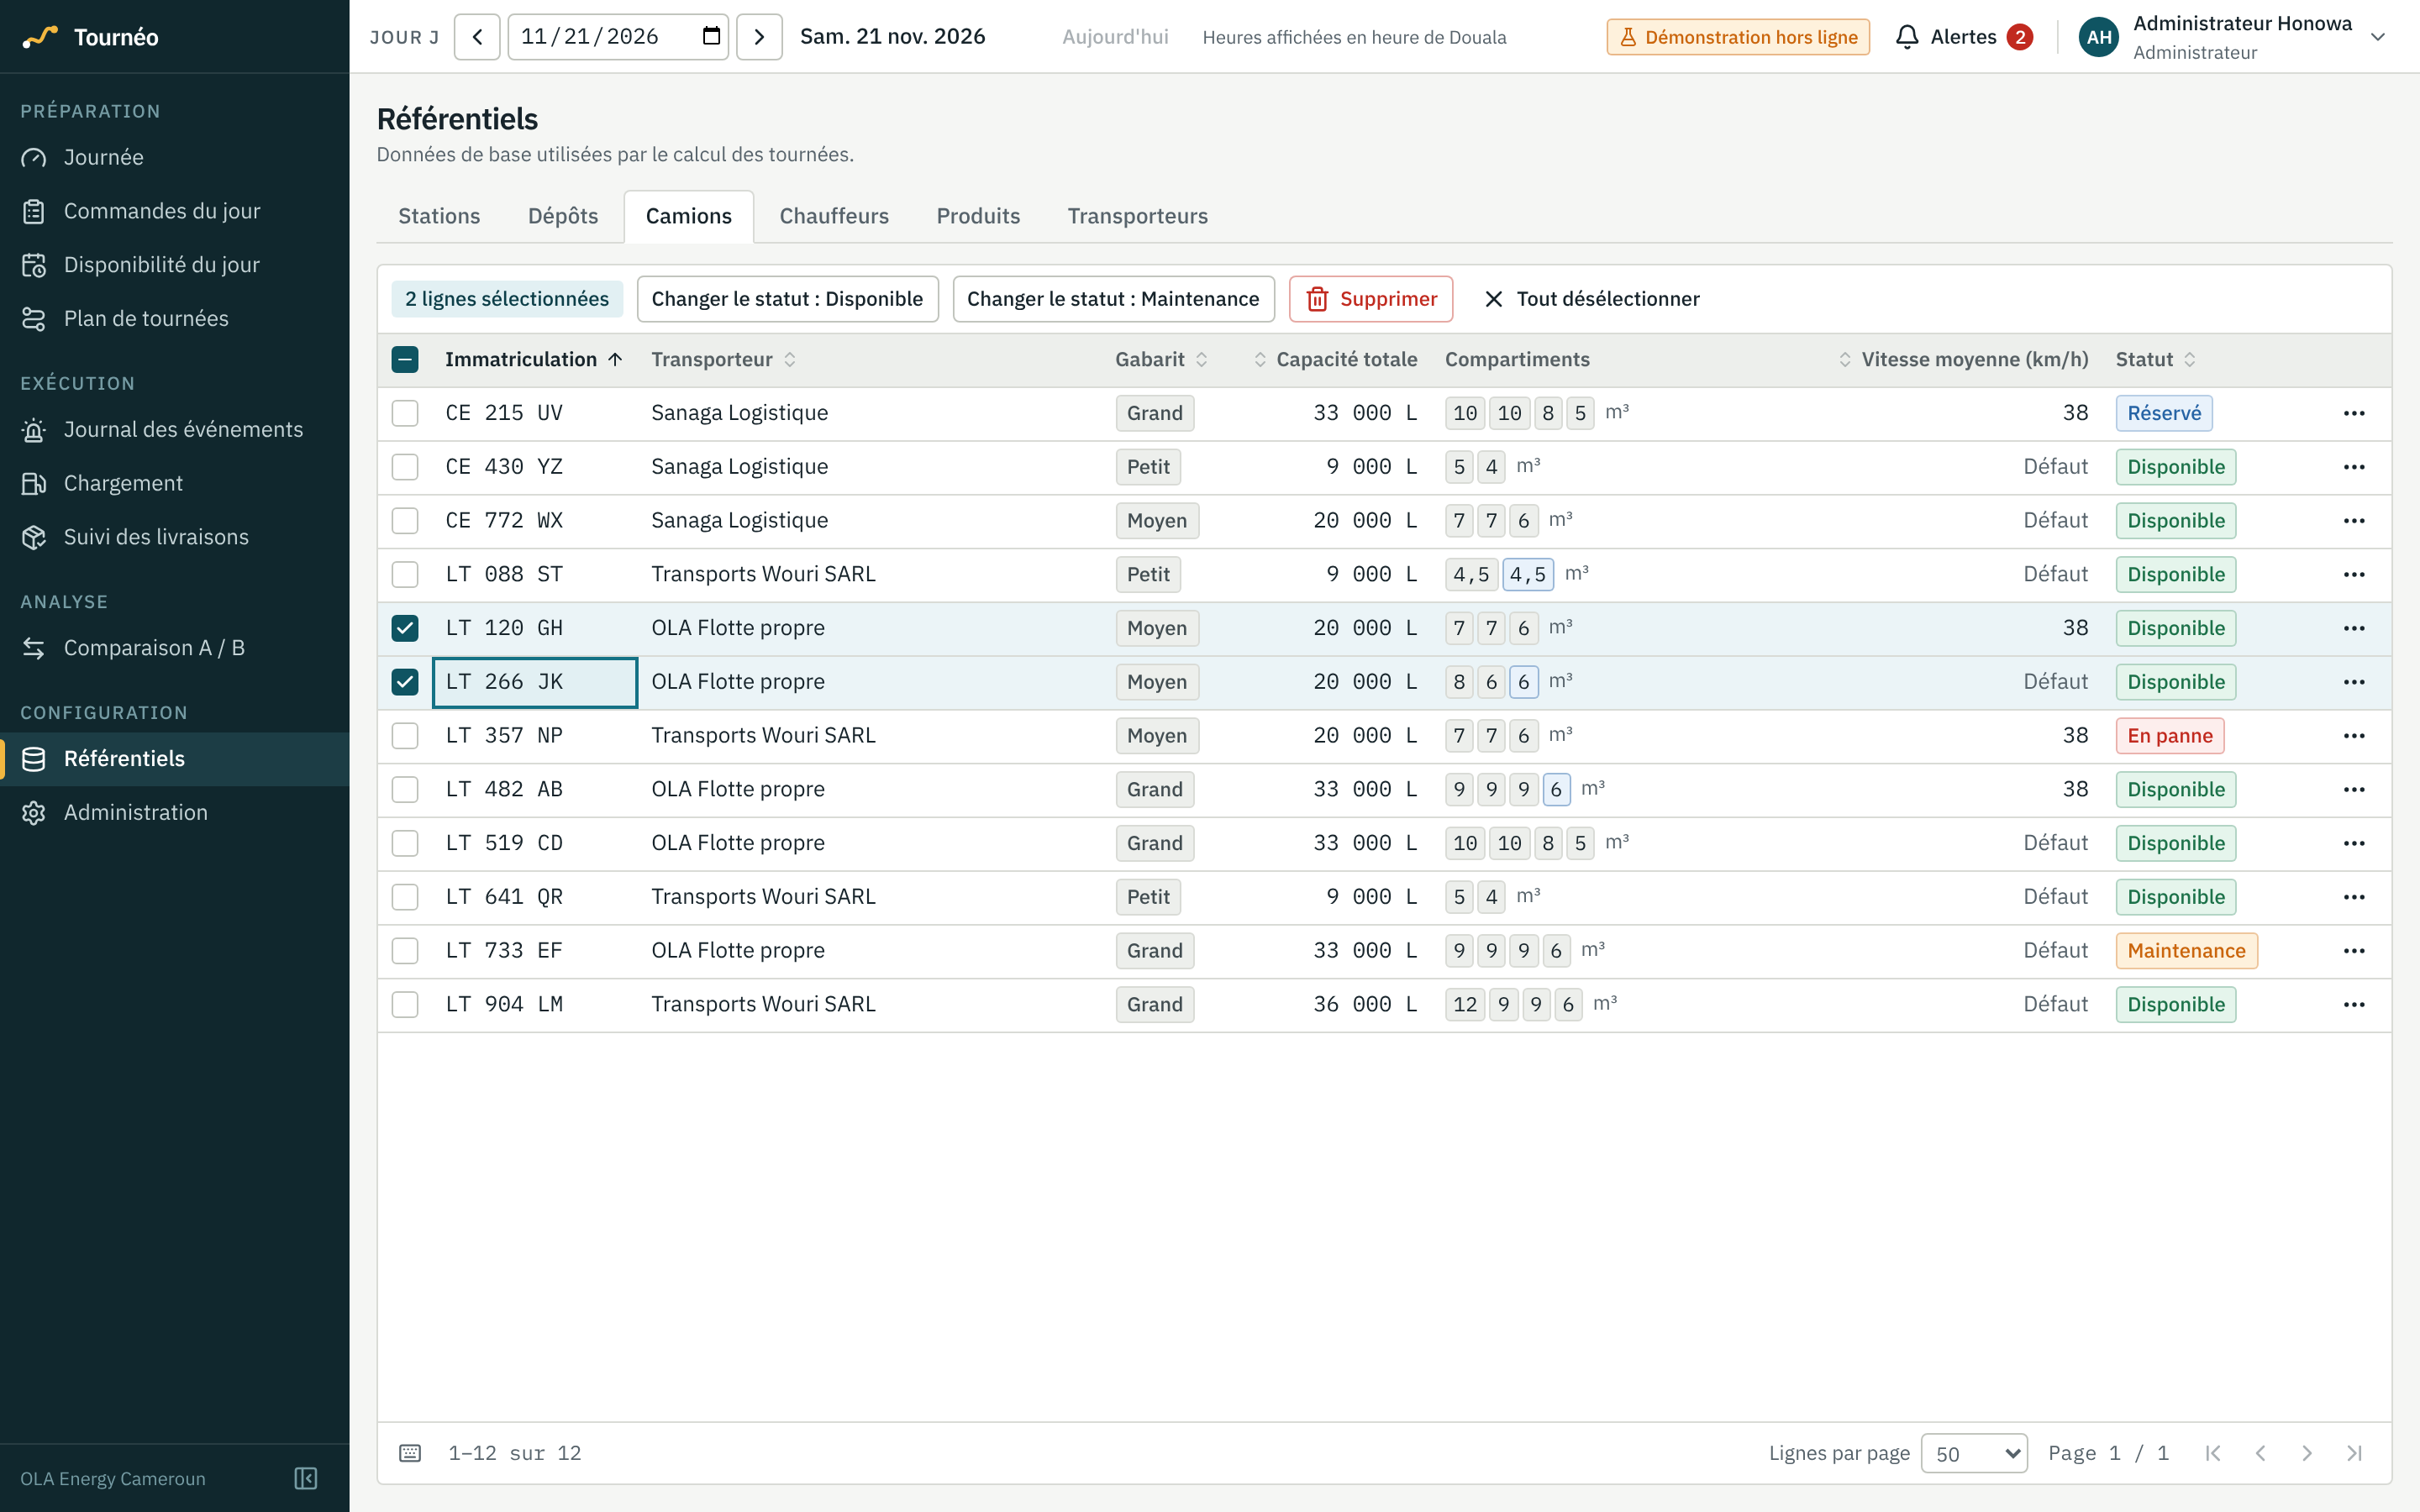 Tournéo
JOUR J
11/21/2026
Sam. 21 nov. 2026
Aujourd'hui
Heures affichées en heure de Douala
Démonstration hors ligne
Alertes 2
AH
Administrateur Honowa
Administrateur
PRÉPARATION
Journée
Commandes du jour
Disponibilité du jour
Plan de tournées
EXÉCUTION
Journal des événements
Chargement
Suivi des livraisons
ANALYSE
Comparaison A / B
CONFIGURATION
Référentiels
Administration
OLA Energy Cameroun
Référentiels
Données de base utilisées par le calcul des tournées.
Stations Dépôts Camions Chauffeurs Produits Transporteurs
2 lignes sélectionnées Changer le statut : Disponible Changer le statut : Maintenance Supprimer Tout désélectionner
Immatriculation Transporteur Gabarit Capacité totale Compartiments Vitesse moyenne (km/h) Statut
CE 215 UV Sanaga Logistique Grand 33 000 L 10 10 8 5 m³ 38 Réservé
CE 430 YZ Sanaga Logistique Petit 9 000 L 5 4 m³ Défaut Disponible
CE 772 WX Sanaga Logistique Moyen 20 000 L 7 7 6 m³ Défaut Disponible
LT 088 ST Transports Wouri SARL Petit 9 000 L 4,5 4,5 m³ Défaut Disponible
LT 120 GH OLA Flotte propre Moyen 20 000 L 7 7 6 m³ 38 Disponible
LT 266 JK OLA Flotte propre Moyen 20 000 L 8 6 6 m³ Défaut Disponible
LT 357 NP Transports Wouri SARL Moyen 20 000 L 7 7 6 m³ 38 En panne
LT 482 AB OLA Flotte propre Grand 33 000 L 9 9 9 6 m³ 38 Disponible
LT 519 CD OLA Flotte propre Grand 33 000 L 10 10 8 5 m³ Défaut Disponible
LT 641 QR Transports Wouri SARL Petit 9 000 L 5 4 m³ Défaut Disponible
LT 733 EF OLA Flotte propre Grand 33 000 L 9 9 9 6 m³ Défaut Maintenance
LT 904 LM Transports Wouri SARL Grand 36 000 L 12 9 9 6 m³ Défaut Disponible
1–12 sur 12
Lignes par page 50 Page 1 / 1